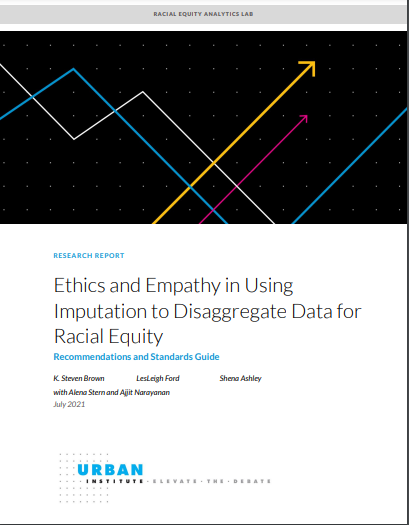 RACIAL EQUITY ANALYTICS LAB
RESEARCH REPORT
Ethics and Empathy in Using
Imputation to Disaggregate Data for
Racial Equity
Recommendations and Standards Guide
K. Steven Brown LesLeigh Ford Shena Ashley
with Alena Stern and Ajjit Narayanan
July 2021
URBAN
INSTITUTE · ELEVATE · THE · DEBATE